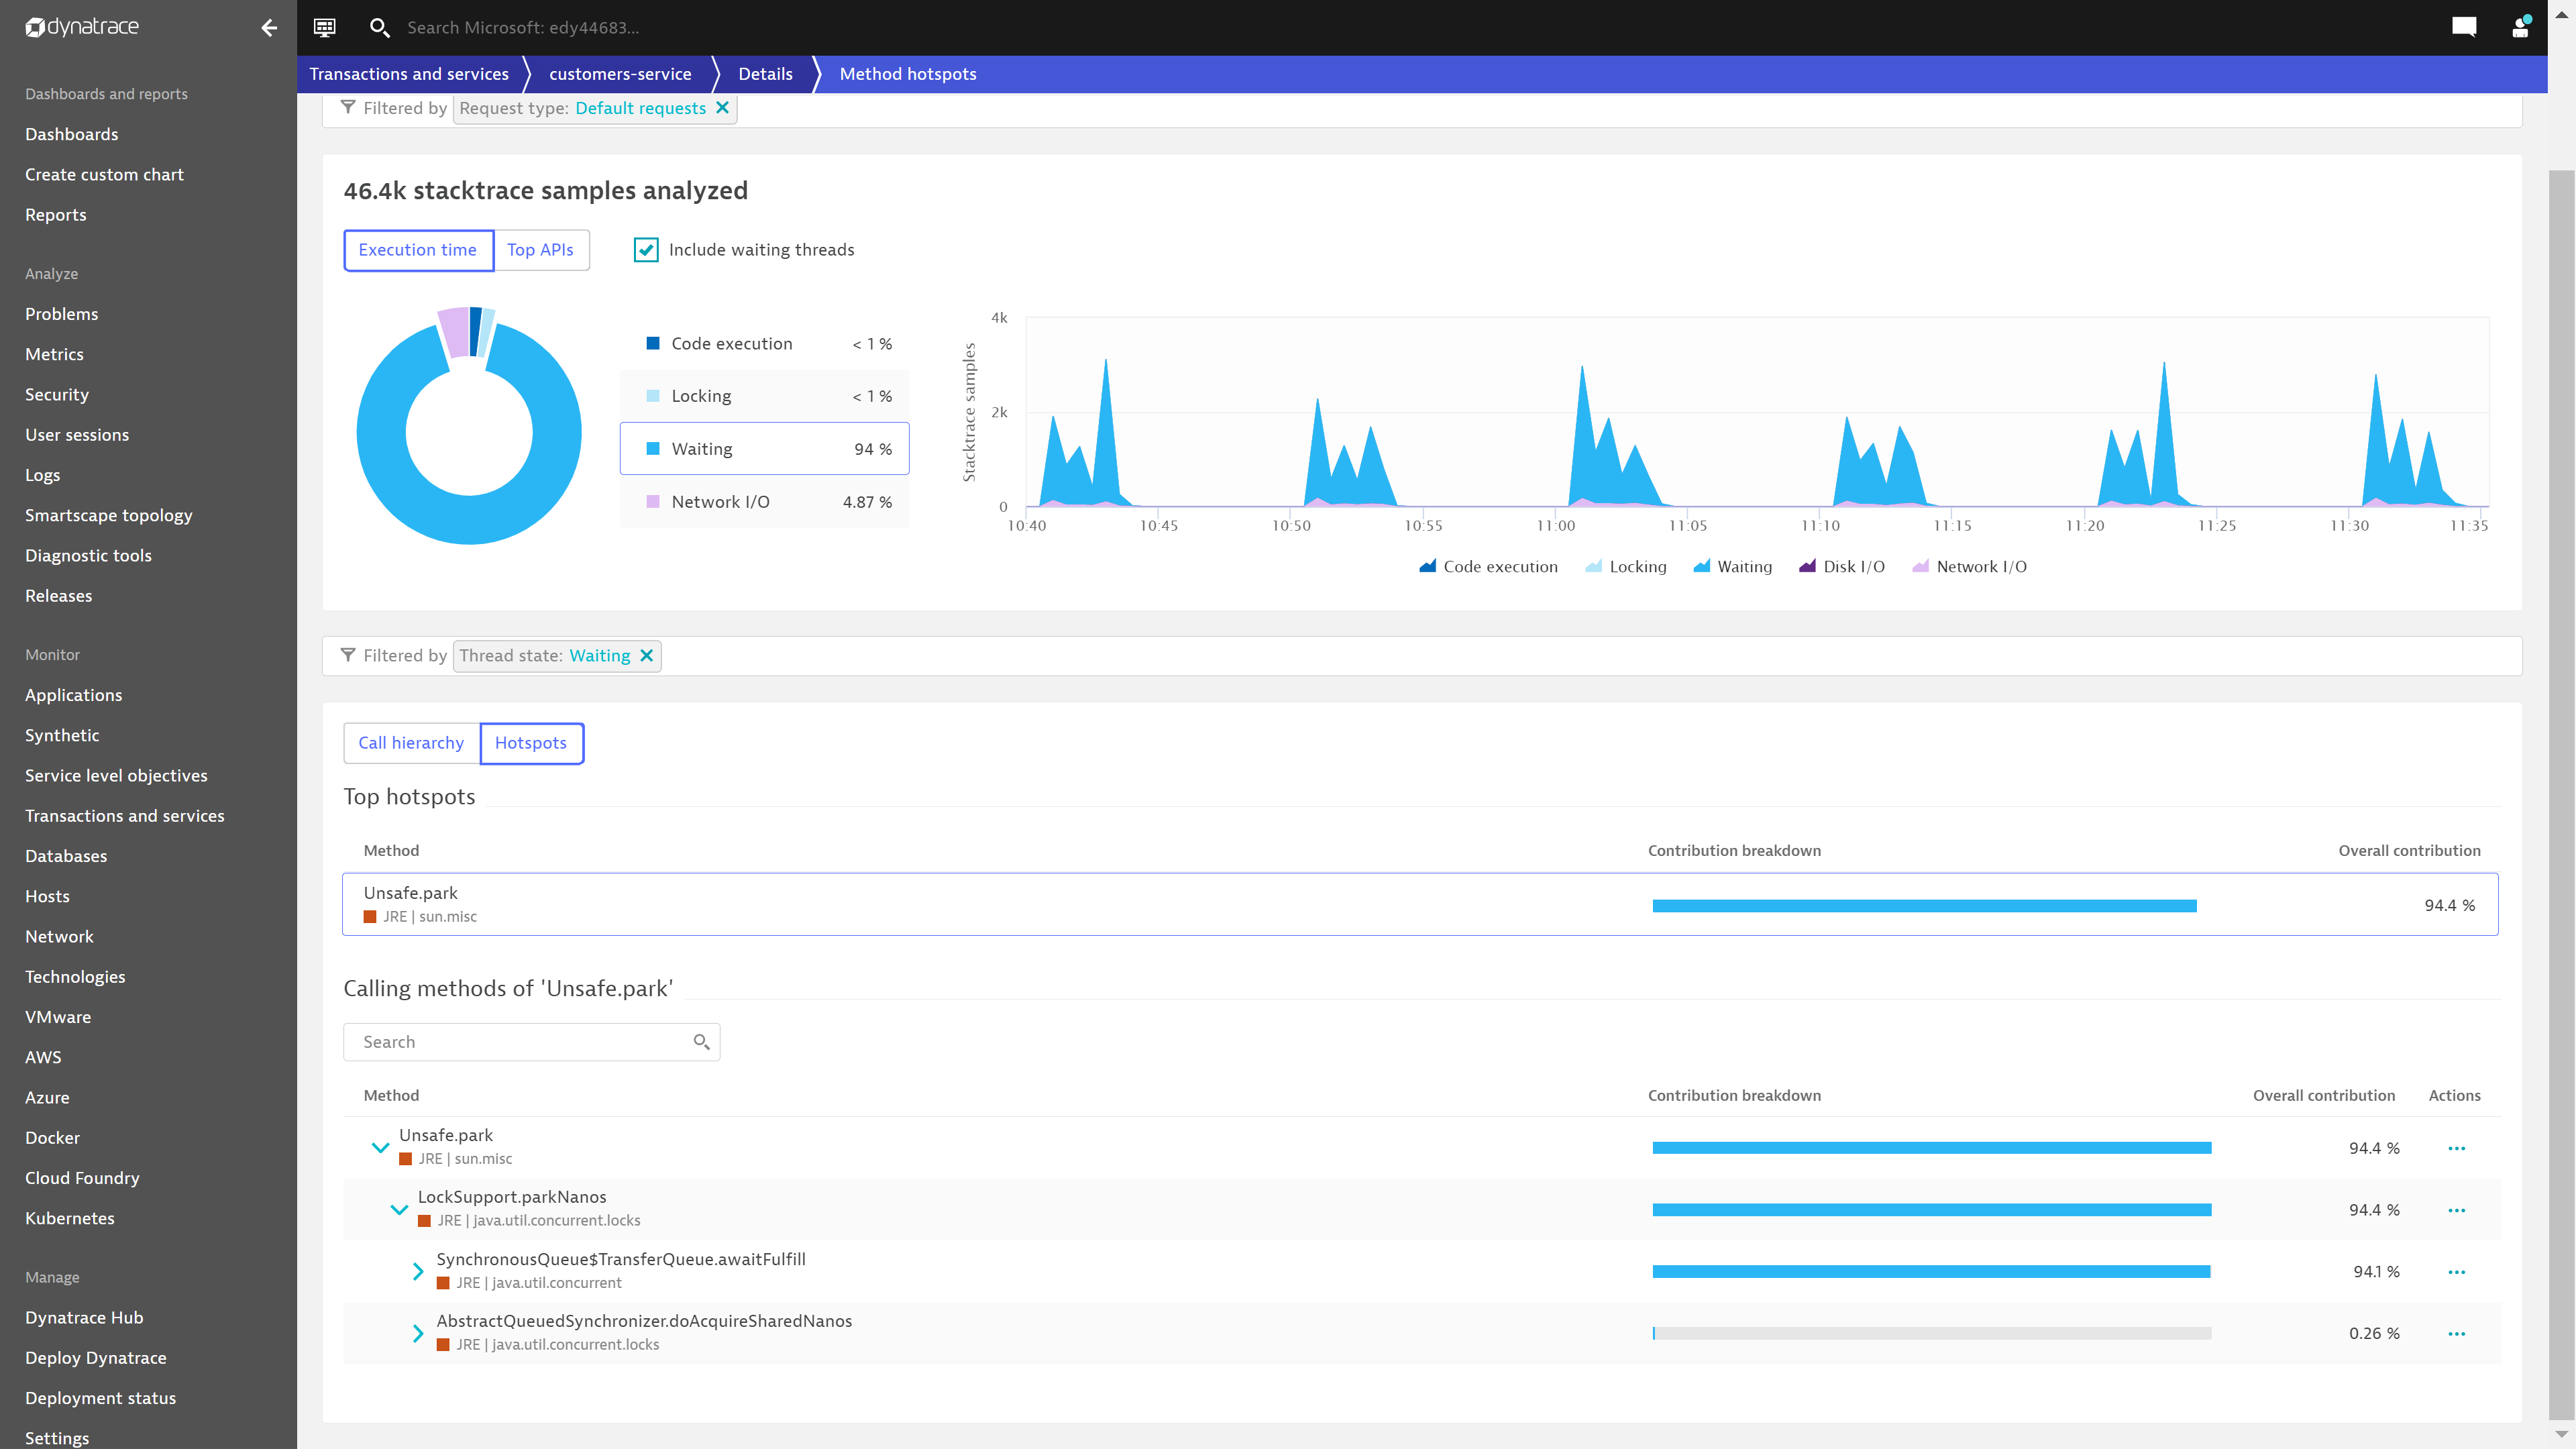 dynatrace
Search Microsoft: edy44683...
Transactions and services
customers-service
Details
Method hotspots
Dashboards and reports
Dashboards
Create custom chart
Reports
Analyze
Problems
Metrics
Security
User sessions
Logs
Smartscape topology
Diagnostic tools
Releases
Monitor
Applications
Synthetic
Service level objectives
Transactions and services
Databases
Hosts
Network
Technologies
VMware
AWS
Azure
Docker
Cloud Foundry
Kubernetes
Manage
Dynatrace Hub
Deploy Dynatrace
Deployment status
Settings
Filtered by Request type: Default requests
46.4k stacktrace samples analyzed
Execution time Top APIs Include waiting threads
Code execution < 1 %
Locking < 1 %
Waiting 94 %
Network I/O 4.87 %
Stacktrace samples
4k
2k
0
10:40 10:45 10:50 10:55 11:00 11:05 11:10 11:15 11:20 11:25 11:30 11:35
Code execution Locking Waiting Disk I/O Network I/O
Filtered by Thread state: Waiting
Call hierarchy Hotspots
Top hotspots
Method Contribution breakdown Overall contribution
Unsafe.park
JRE | sun.misc
94.4 %
Calling methods of 'Unsafe.park'
Search
Method Contribution breakdown Overall contribution Actions
Unsafe.park
JRE | sun.misc
94.4 %
LockSupport.parkNanos
JRE | java.util.concurrent.locks
94.4 %
SynchronousQueue$TransferQueue.awaitFulfill
JRE | java.util.concurrent
94.1 %
AbstractQueuedSynchronizer.doAcquireSharedNanos
JRE | java.util.concurrent.locks
0.26 %